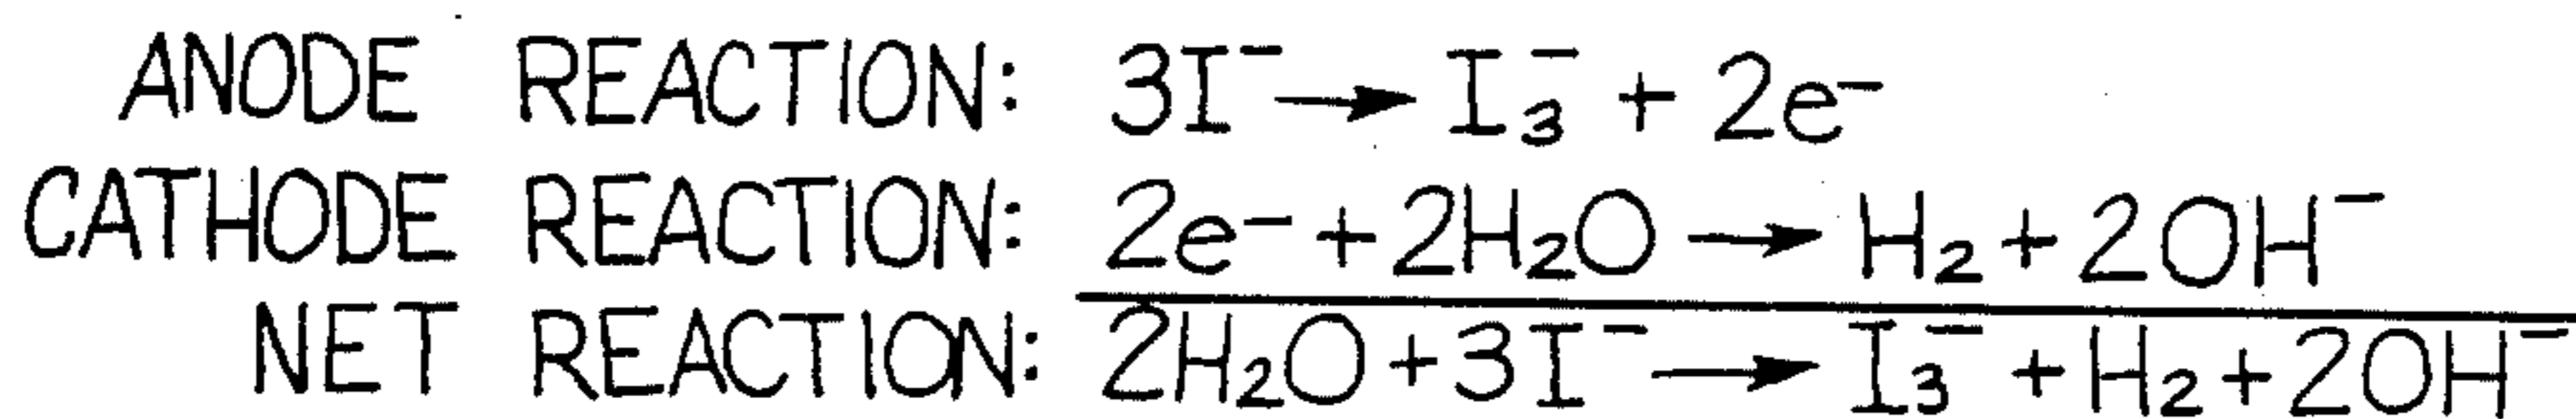 ANODE REACTION: 3I⁻ → I₃⁻ + 2e⁻
CATHODE REACTION: 2e⁻ + 2H₂O → H₂ + 2OH⁻
NET REACTION: 2H₂O + 3I⁻ → I₃⁻ + H₂ + 2OH⁻